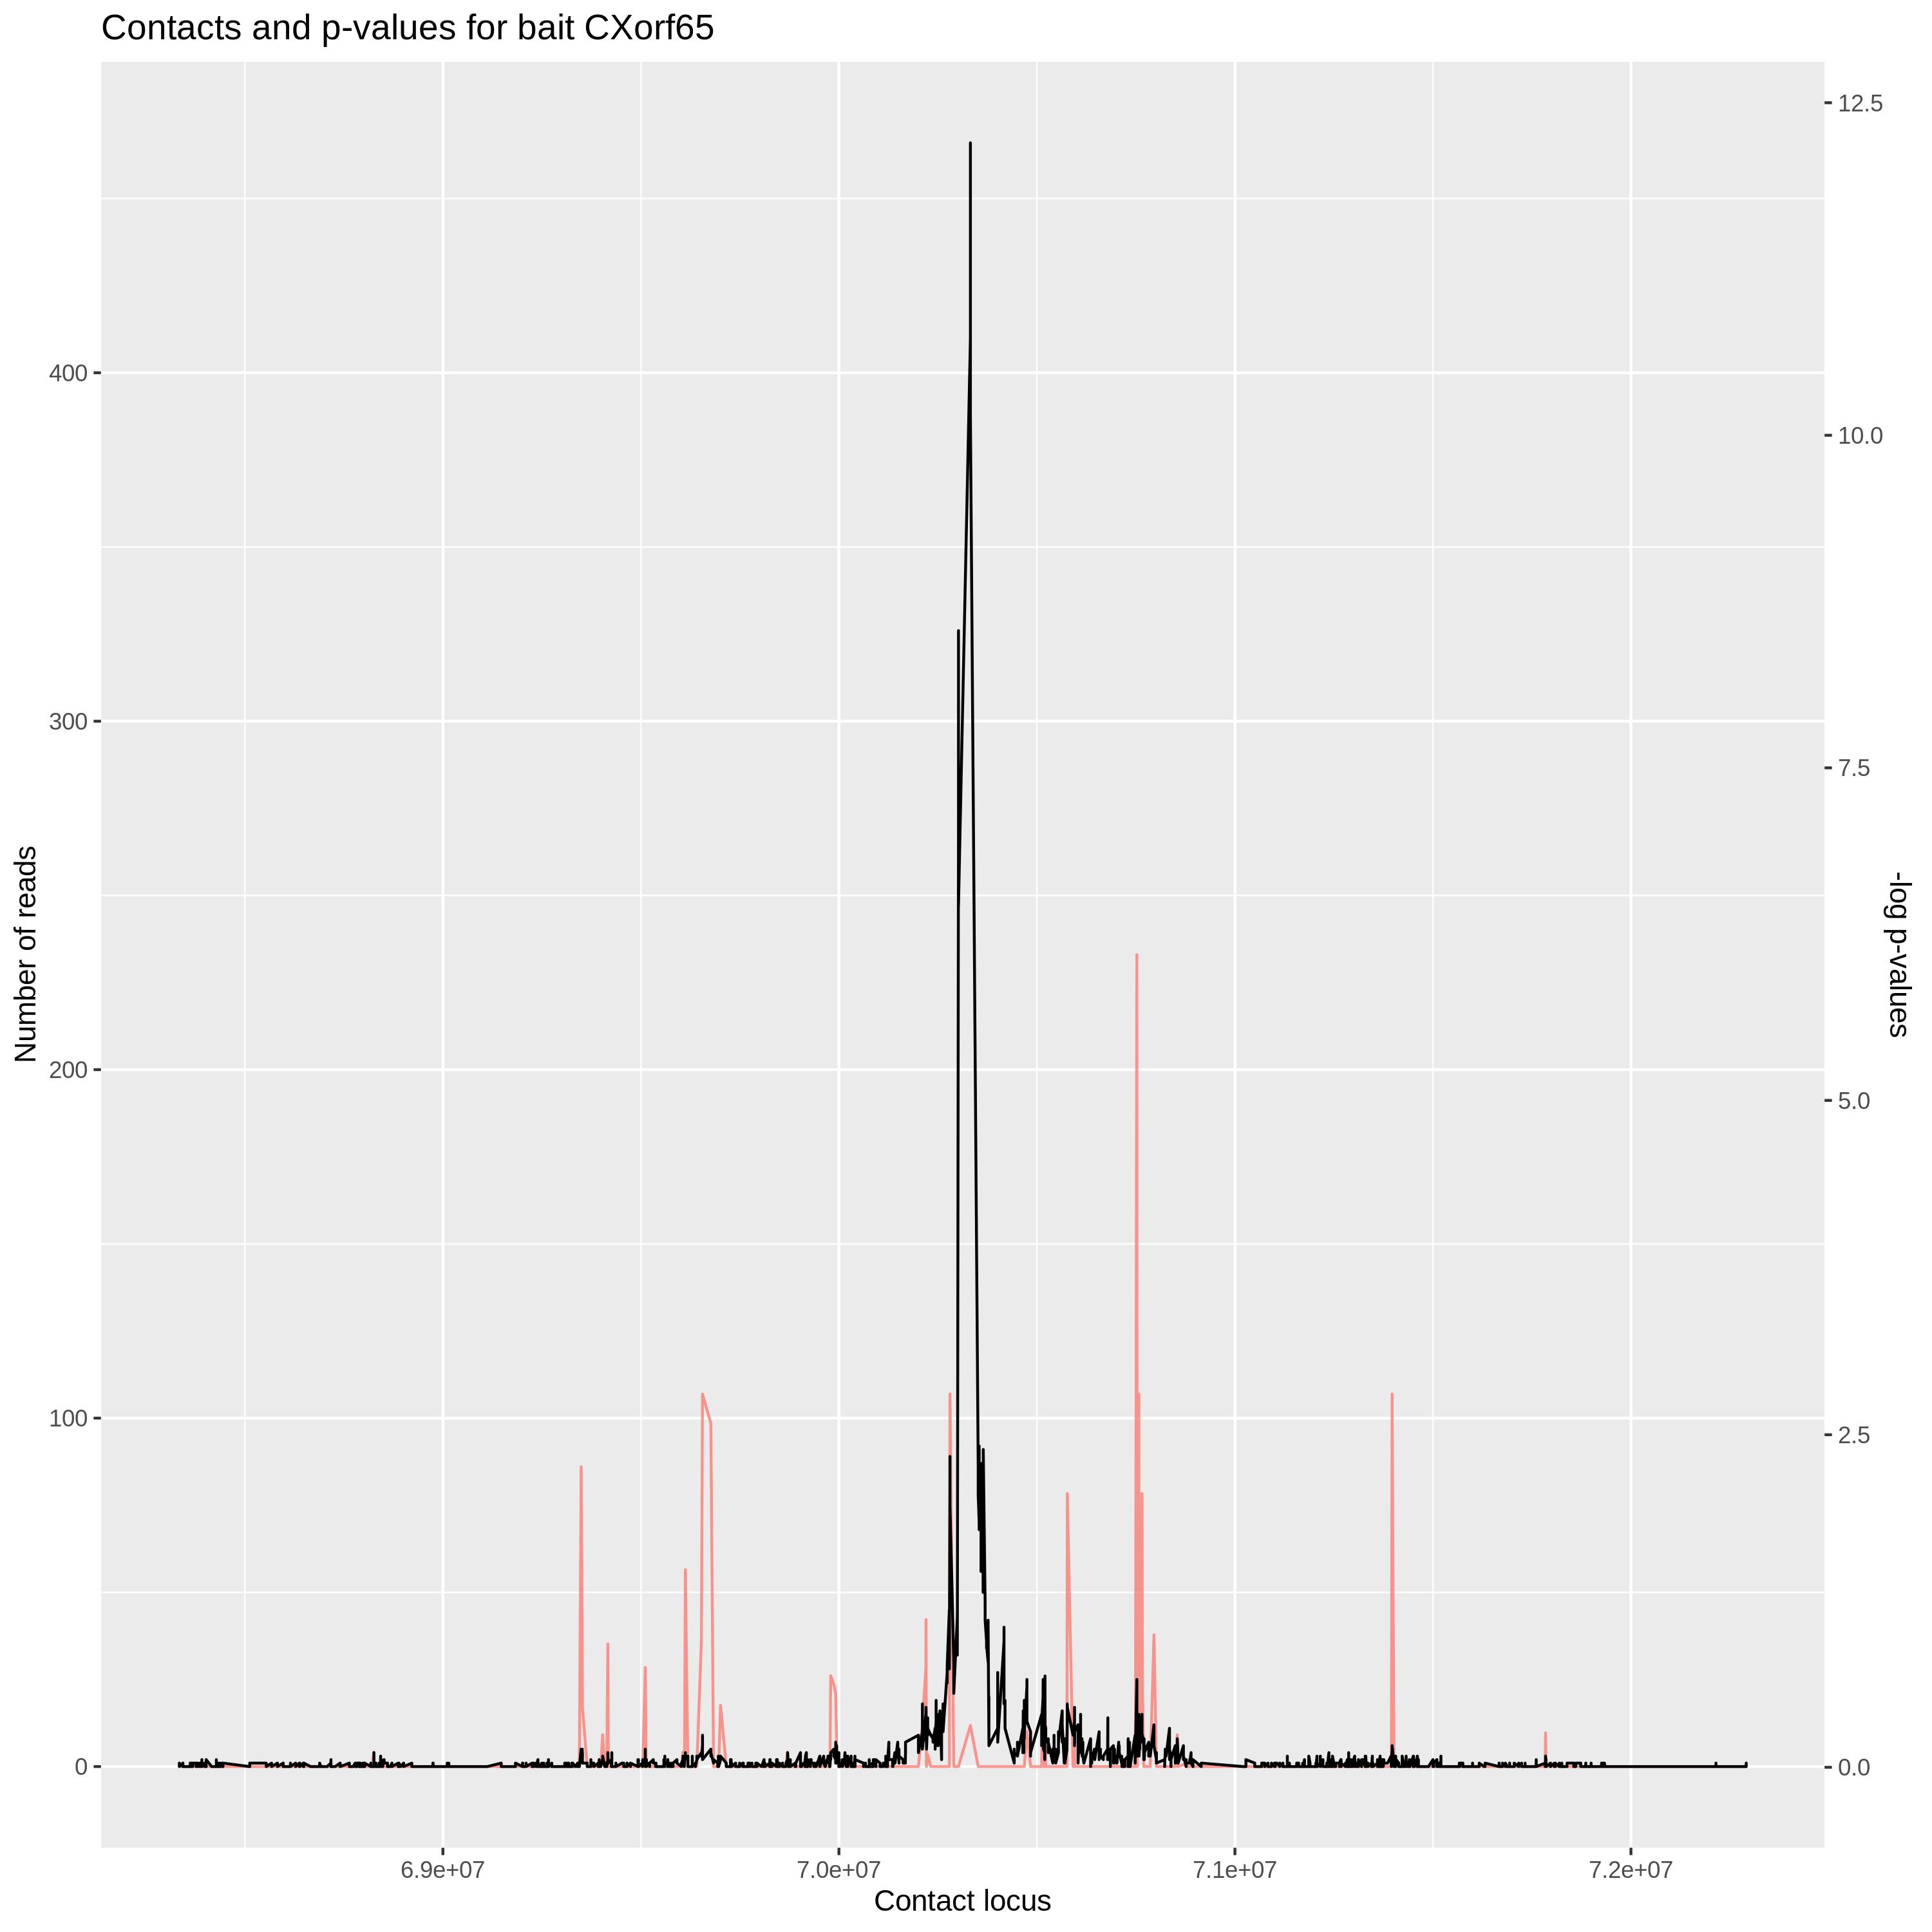 Contacts and p-values for bait CXorf65
12.5
400
10.0
300
7.5
Number of reads
-log p-values
200
5.0
100
2.5
0
0.0
6.9e+07
7.0e+07
7.1e+07
7.2e+07
Contact locus